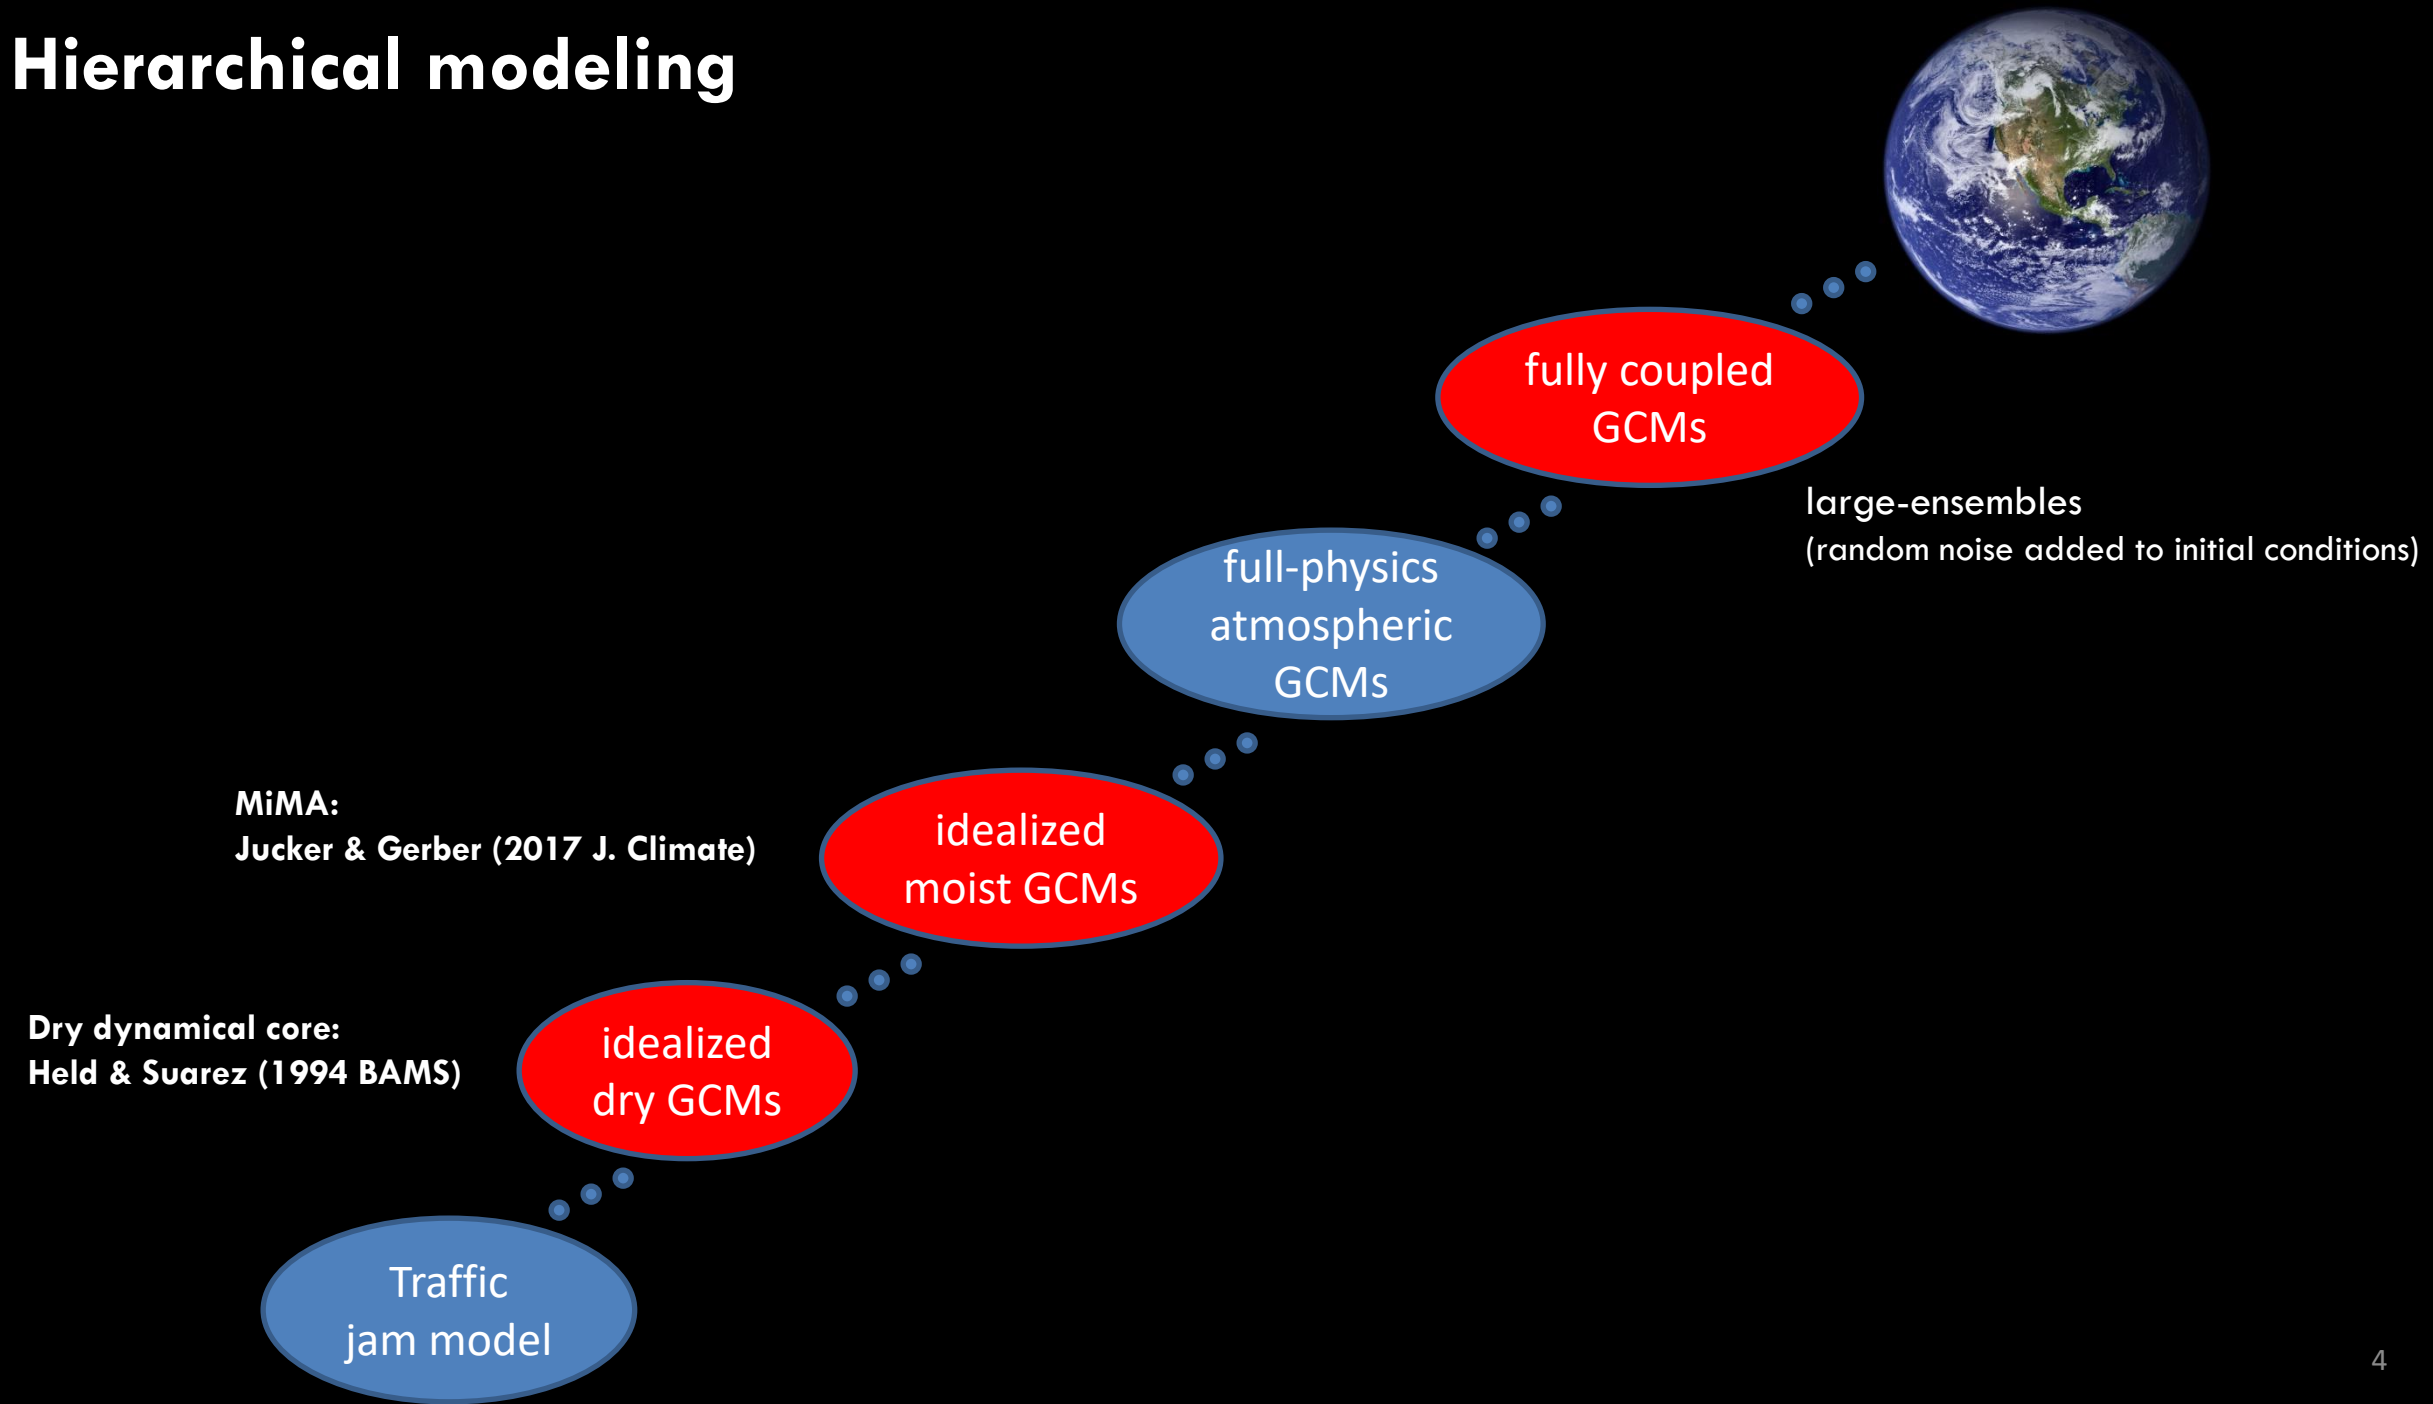 Hierarchical modeling
fully coupled
GCMs
large-ensembles
(random noise added to initial conditions)
full-physics
atmospheric
GCMs
MiMA:
Jucker & Gerber (2017 J. Climate)
idealized
moist GCMs
Dry dynamical core:
Held & Suarez (1994 BAMS)
idealized
dry GCMs
Traffic
jam model
4